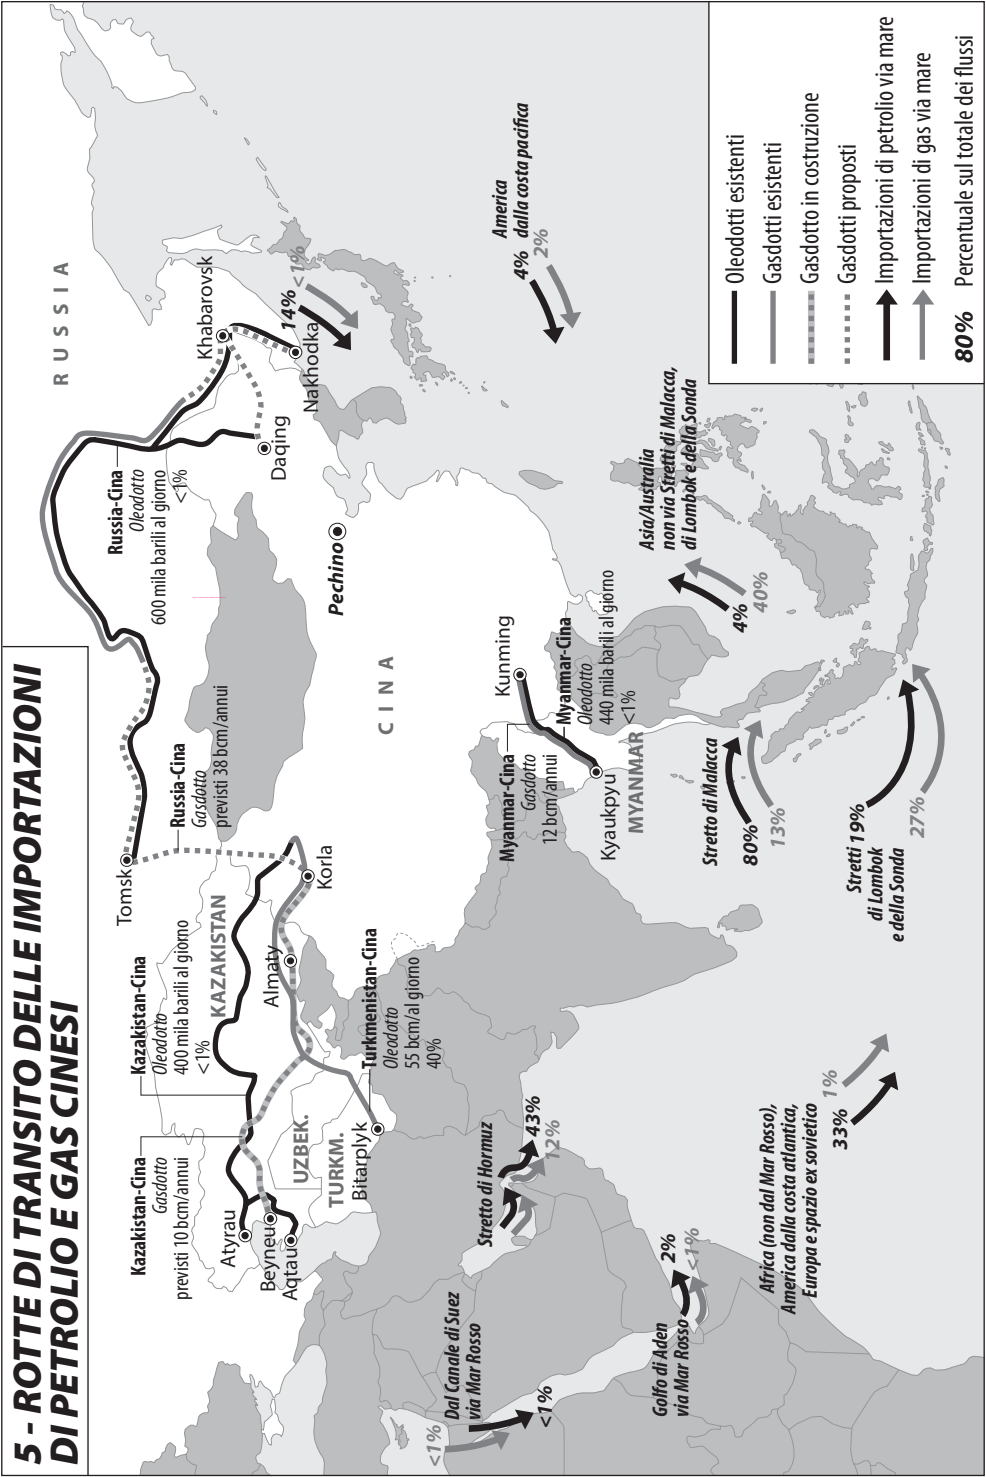 5 - ROTTE DI TRANSITO DELLE IMPORTAZIONI
DI PETROLIO E GAS CINESI
RUSSIA
Kazakistan-Cina
Gasdotto
previsti 10 bcm/annui
Kazakistan-Cina
Oleodotto
400 mila barili al giorno
<1%
Tomsk
Russia-Cina
Gasdotto
previsti 38 bcm/annui
Russia-Cina
Oleodotto
600 mila barili al giorno
<1%
Khabarovsk
Nakhodka
14%
<1%
Daqing
Atyrau
Beyneu
Aqtau
KAZAKISTAN
UZBEK.
TURKM.
Bitarplyk
Almaty
Korla
Turkmenistan-Cina
Oleodotto
55 bcm/al giorno
40%
Pechino
CINA
America
dalla costa pacifica
4%
2%
Dal Canale di Suez
via Mar Rosso
<1%
<1%
Stretto di Hormuz
43%
12%
Myanmar-Cina
Gasdotto
12 bcm/annui
Kunming
Myanmar-Cina
Oleodotto
440 mila barili al giorno
<1%
Kyaukpyu
MYANMAR
Asia/Australia
non via Stretti di Malacca,
di Lombok e della Sonda
4%
40%
Golfo di Aden
via Mar Rosso
2%
<1%
Stretto di Malacca
80%
13%
Africa (non dal Mar Rosso),
America dalla costa atlantica,
Europa e spazio ex sovietico
33%
1%
Stretti
di Lombok
e della Sonda
19%
27%
Oleodotti esistenti
Gasdotti esistenti
Gasdotto in costruzione
Gasdotti proposti
Importazioni di petrolio via mare
Importazioni di gas via mare
80% Percentuale sul totale dei flussi